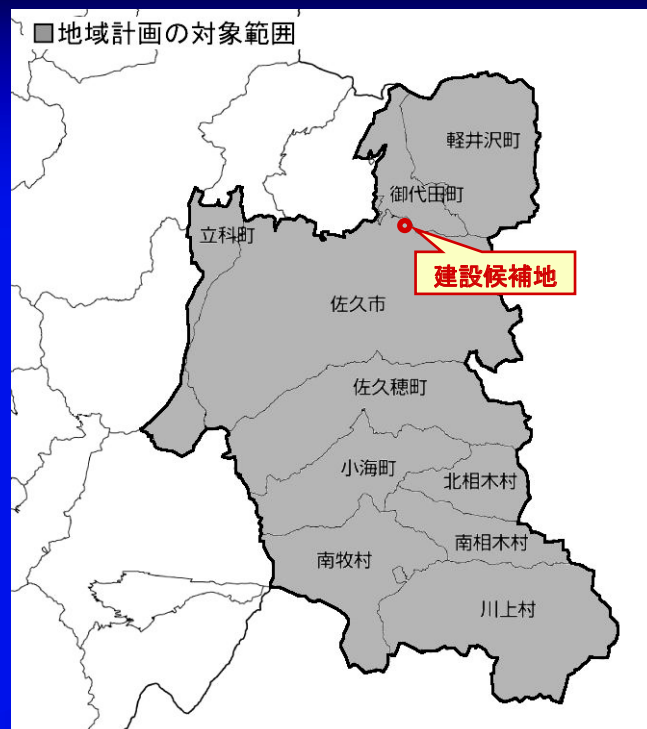 ■地域計画の対象範囲
軽井沢町
御代田町
立科町
建設候補地
佐久市
佐久穂町
小海町
北相木村
南相木村
南牧村
川上村